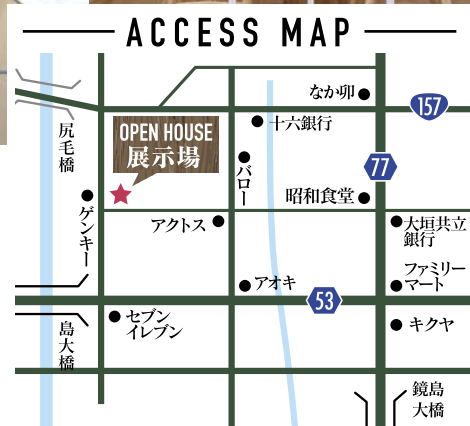 ACCESS MAP
なか卯
157
尻毛橋
OPEN HOUSE
展示場
十六銀行
バロー
77
ゲンキー
昭和食堂
アクトス
大垣共立
銀行
ファミリー
マート
アオキ
53
セブン
イレブン
キクヤ
島大橋
鏡島
大橋